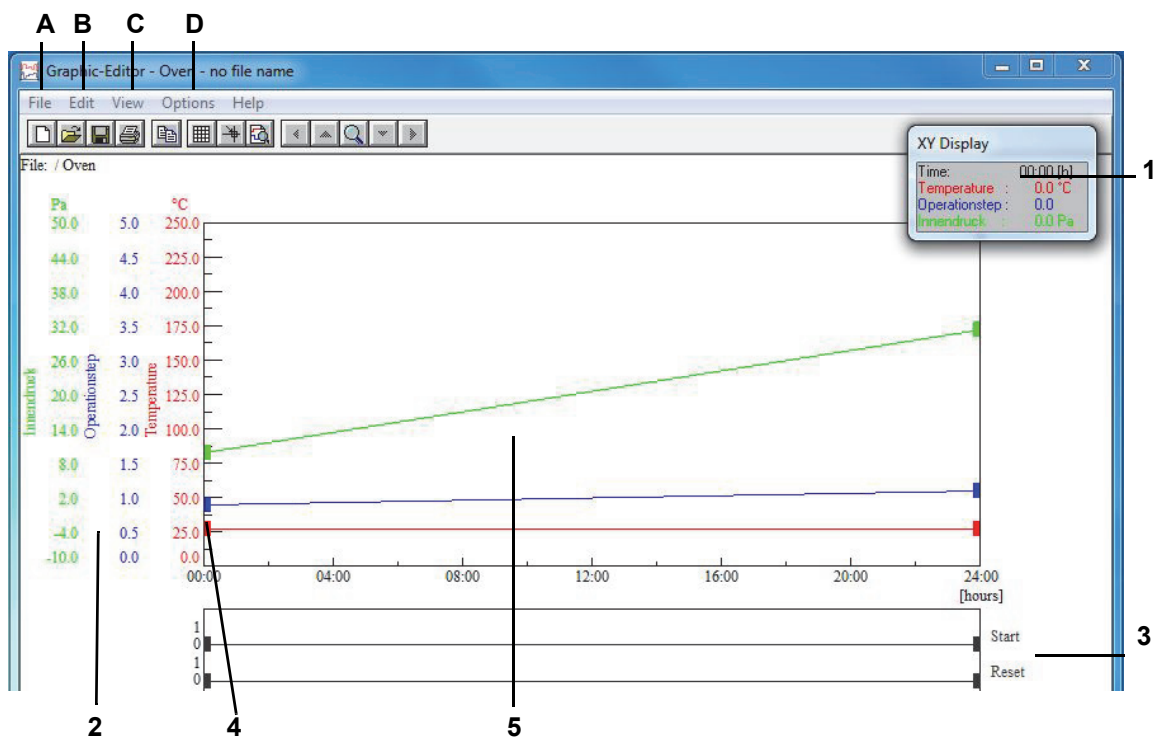 A B C D
Graphic-Editor - Oven - no file name
File Edit View Options Help
XY Display
Time: 00:00 [h]
Temperature : 0.0 °C
Operationstep : 0.0
Innendruck : 0.0 Pa
1
File: / Oven
Pa °C
50.0 5.0 250.0
44.0 4.5 225.0
38.0 4.0 200.0
32.0 3.5 175.0
26.0 3.0 150.0
20.0 2.5 125.0
14.0 2.0 100.0
8.0 1.5 75.0
2.0 1.0 50.0
-4.0 0.5 25.0
-10.0 0.0 0.0
Innendruck
Operationstep
Temperature
00:00 04:00 08:00 12:00 16:00 20:00 24:00
[hours]
1
0 Start
1
0 Reset
3
2 4 5